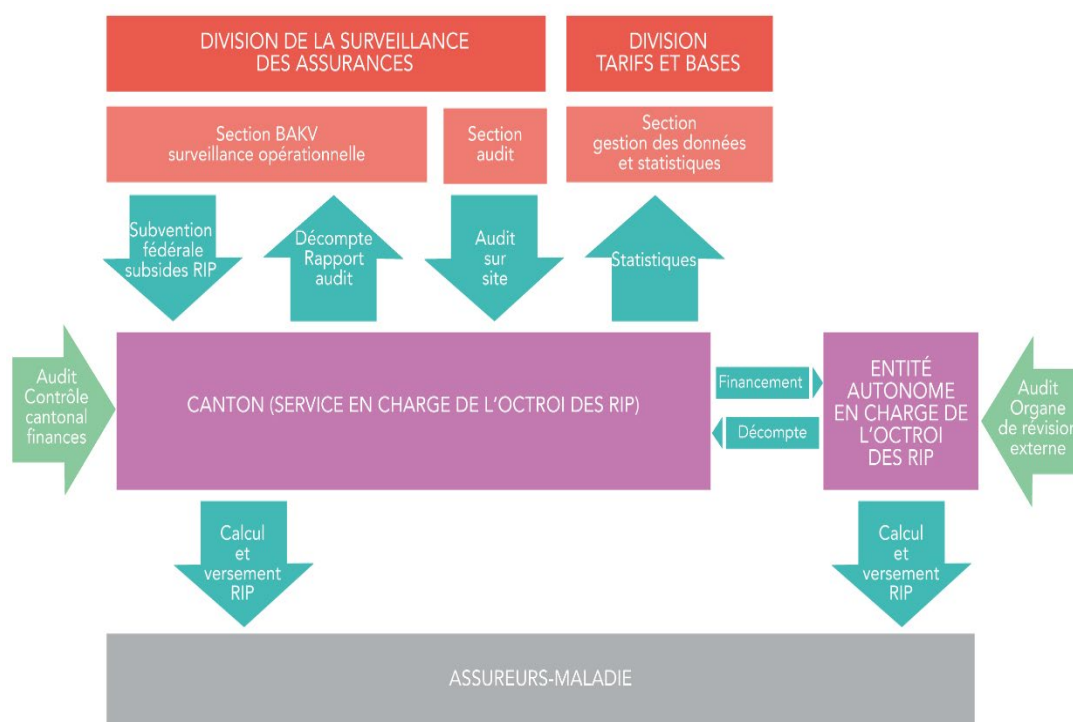 DIVISION DE LA SURVEILLANCE
DES ASSURANCES
DIVISION
TARIFS ET BASES
Section BAKV
surveillance opérationnelle
Section
audit
Section
gestion des données
et statistiques
Subvention
fédérale
subsides RIP
Décompte
Rapport
audit
Audit
sur
site
Statistiques
Audit
Contrôle
cantonal
finances
CANTON (SERVICE EN CHARGE DE L'OCTROI DES RIP)
Financement
Décompte
ENTITÉ
AUTONOME
EN CHARGE DE
L'OCTROI
DES RIP
Audit
Organe
de révision
externe
Calcul
et
versement
RIP
Calcul
et
versement
RIP
ASSUREURS-MALADIE